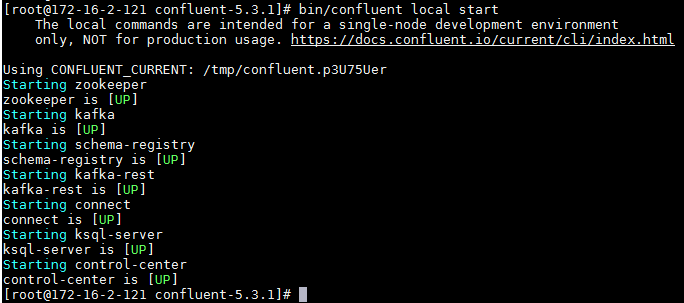 [root@172-16-2-121 confluent-5.3.1]# bin/confluent local start
The local commands are intended for a single-node development environment
only, NOT for production usage. https://docs.confluent.io/current/cli/index.html
Using CONFLUENT_CURRENT: /tmp/confluent.p3U75Uer
Starting zookeeper
zookeeper is [UP]
Starting kafka
kafka is [UP]
Starting schema-registry
schema-registry is [UP]
Starting kafka-rest
kafka-rest is [UP]
Starting connect
connect is [UP]
Starting ksql-server
ksql-server is [UP]
Starting control-center
control-center is [UP]
[root@172-16-2-121 confluent-5.3.1]#